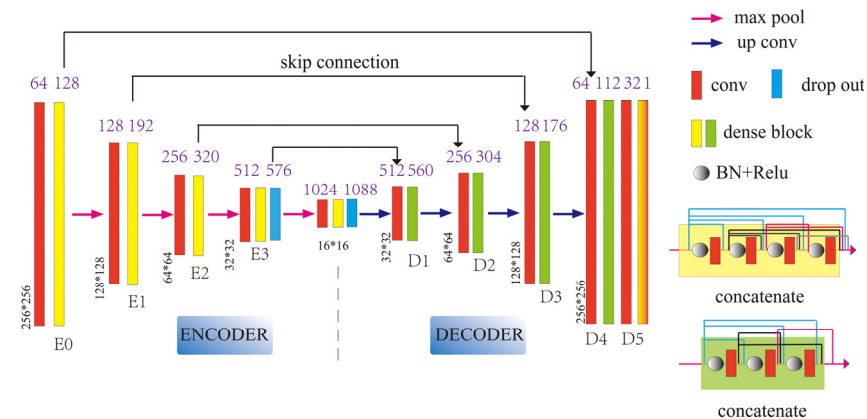 64 128
skip connection
128 192
256 320
512 576
1024 1088
512 560
256 304
128 176
64 112 32 1
256*256
128*128
64*64
32*32
16*16
32*32
64*64
128*128
256*256
E0
E1
E2
E3
D1
D2
D3
D4 D5
ENCODER
DECODER
max pool
up conv
conv
drop out
dense block
BN+Relu
concatenate
concatenate